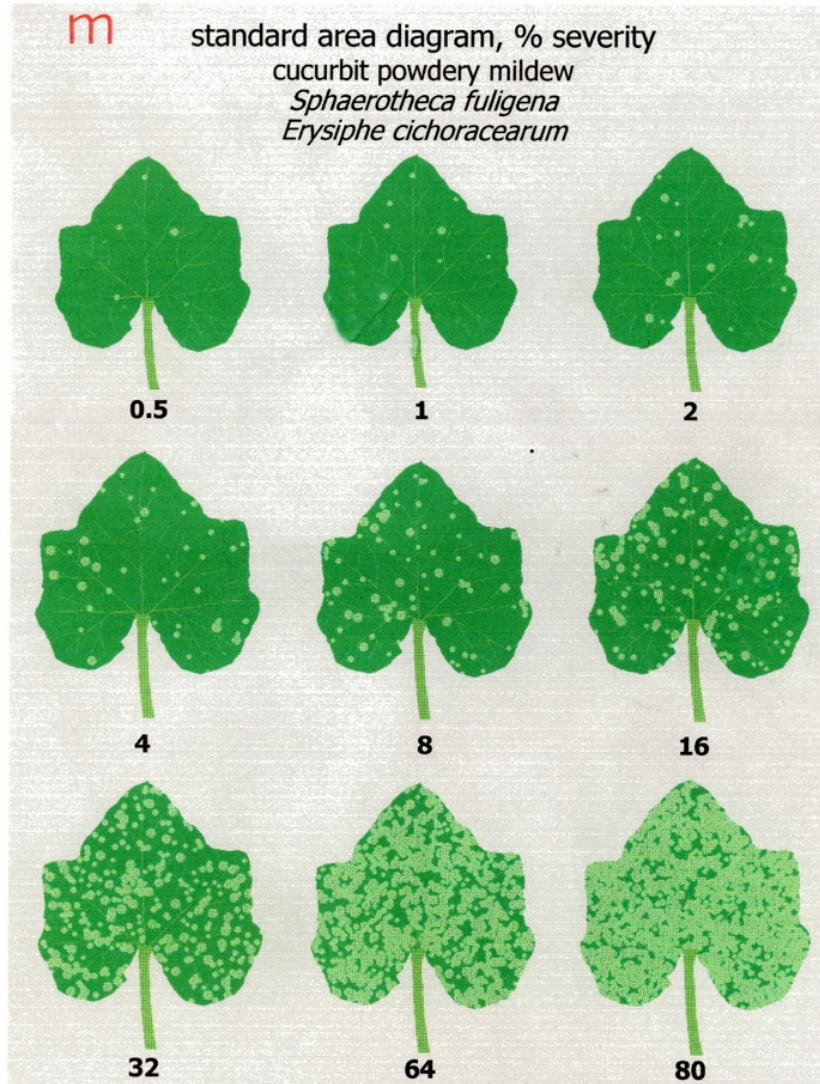 m
standard area diagram, % severity
cucurbit powdery mildew
Sphaerotheca fuligena
Erysiphe cichoracearum
0.5
1
2
4
8
16
32
64
80